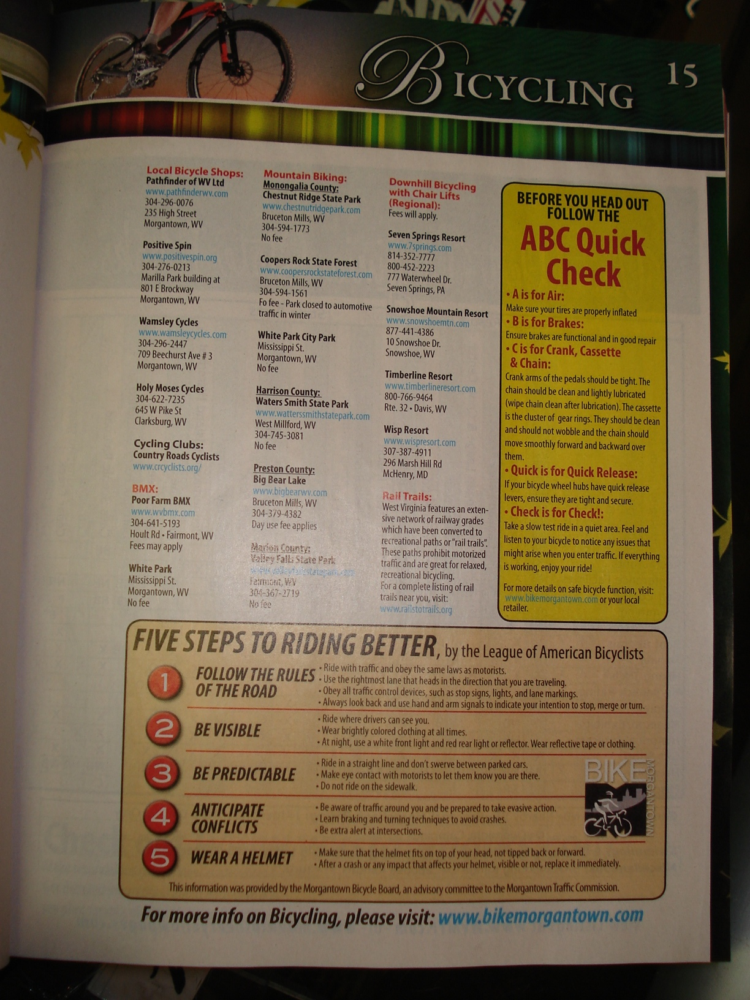 BICYCLING
15
Local Bicycle Shops:
Pathfinder of WV Ltd
www.pathfinderwv.com
304-296-0076
235 High Street
Morgantown, WV
Positive Spin
www.positivespin.org
304-276-0213
Marilla Park building at
801 E Brockway
Morgantown, WV
Wamsley Cycles
www.wamsleycycles.com
304-296-2447
709 Beechurst Ave # 3
Morgantown, WV
Holy Moses Cycles
304-622-7235
645 W Pike St
Clarksburg, WV
Cycling Clubs:
Country Roads Cyclists
www.crcyclists.org/
BMX:
Poor Farm BMX
www.wvbmx.com
304-641-5193
Hoult Rd • Fairmont, WV
Fees may apply
White Park
Mississippi St.
Morgantown, WV
No fee
Mountain Biking:
Monongalia County:
Chestnut Ridge State Park
www.chestnutridgepark.com
Bruceton Mills, WV
304-594-1773
No fee
Coopers Rock State Forest
www.coopersrockstateforest.com
Bruceton Mills, WV
304-594-1561
Fo fee - Park closed to automotive
traffic in winter
White Park City Park
Mississippi St.
Morgantown, WV
No fee
Harrison County:
Waters Smith State Park
www.watterssmithstatepark.com
West Millford, WV
304-745-3081
No fee
Preston County:
Big Bear Lake
www.bigbearwv.com
Bruceton Mills, WV
304-379-4382
Day use fee applies
Marion County:
Valley Falls State Park
Fairmont, WV
304-367-2719
No fee
Downhill Bicycling
with Chair Lifts
(Regional):
Fees will apply.
Seven Springs Resort
www.7springs.com
814-352-7777
800-452-2223
777 Waterwheel Dr.
Seven Springs, PA
Snowshoe Mountain Resort
www.snowshoemtn.com
877-441-4386
10 Snowshoe Dr.
Snowshoe, WV
Timberline Resort
www.timberlineresort.com
800-766-9464
Rte. 32 • Davis, WV
Wisp Resort
www.wispresort.com
307-387-4911
296 Marsh Hill Rd
McHenry, MD
Rail Trails:
West Virginia features an exten-
sive network of railway grades
which have been converted to
recreational paths or "rail trails".
These paths prohibit motorized
traffic and are great for relaxed,
recreational bicycling.
For a complete listing of rail
trails near you, visit:
www.railstotrails.org
BEFORE YOU HEAD OUT
FOLLOW THE
ABC Quick
Check
• A is for Air:
Make sure your tires are properly inflated
• B is for Brakes:
Ensure brakes are functional and in good repair
• C is for Crank, Cassette
& Chain:
Crank arms of the pedals should be tight. The
chain should be clean and lightly lubricated
(wipe chain clean after lubrication). The cassette
is the cluster of gear rings. They should be clean
and should not wobble and the chain should
move smoothly forward and backward over
them.
• Quick is for Quick Release:
If your bicycle wheel hubs have quick release
levers, ensure they are tight and secure.
• Check is for Check!:
Take a slow test ride in a quiet area. Feel and
listen to your bicycle to notice any issues that
might arise when you enter traffic. If everything
is working, enjoy your ride!
For more details on safe bicycle function, visit:
www.bikemorgantown.com or your local
retailer.
FIVE STEPS TO RIDING BETTER, by the League of American Bicyclists
1
FOLLOW THE RULES
OF THE ROAD
• Ride with traffic and obey the same laws as motorists.
• Use the rightmost lane that heads in the direction that you are traveling.
• Obey all traffic control devices, such as stop signs, lights, and lane markings.
• Always look back and use hand and arm signals to indicate your intention to stop, merge or turn.
2
BE VISIBLE
• Ride where drivers can see you.
• Wear brightly colored clothing at all times.
• At night, use a white front light and red rear light or reflector. Wear reflective tape or clothing.
3
BE PREDICTABLE
• Ride in a straight line and don't swerve between parked cars.
• Make eye contact with motorists to let them know you are there.
• Do not ride on the sidewalk.
4
ANTICIPATE
CONFLICTS
• Be aware of traffic around you and be prepared to take evasive action.
• Learn braking and turning techniques to avoid crashes.
• Be extra alert at intersections.
BIKE
MORGANTOWN
5
WEAR A HELMET
• Make sure that the helmet fits on top of your head, not tipped back or forward.
• After a crash or any impact that affects your helmet, visible or not, replace it immediately.
This information was provided by the Morgantown Bicycle Board, an advisory committee to the Morgantown Traffic Commission.
For more info on Bicycling, please visit: www.bikemorgantown.com